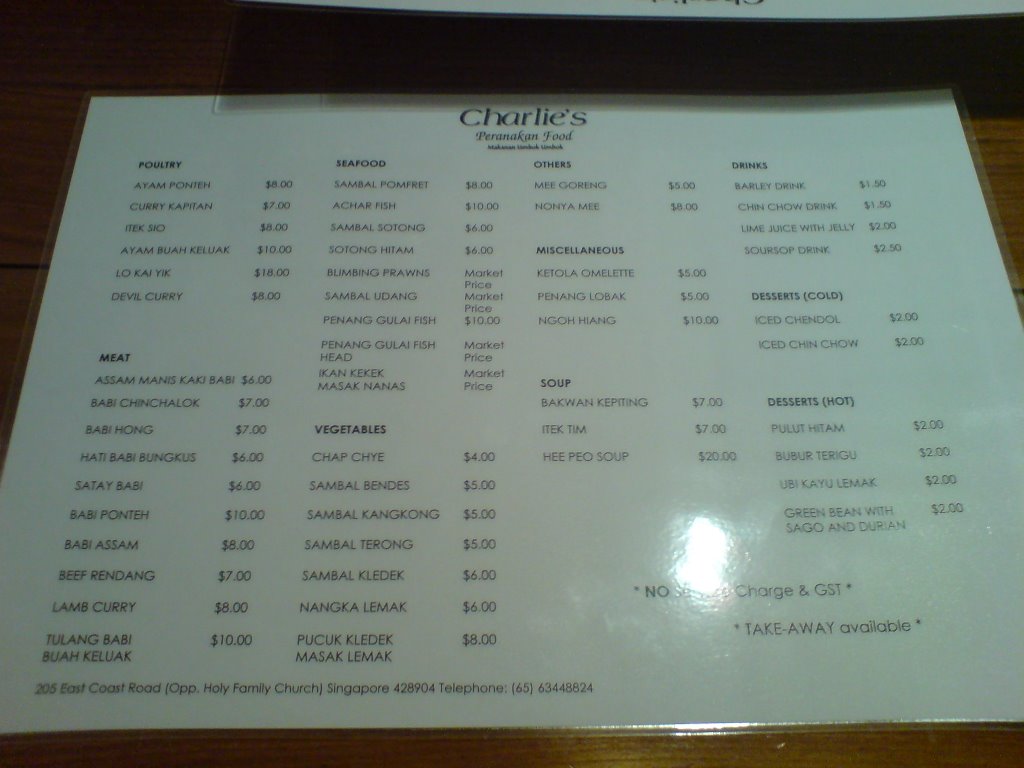 Charlie's
Peranakan Food
Makanan Umbok Umbok
POULTRY
AYAM PONTEH $8.00
CURRY KAPITAN $7.00
ITEK SIO $8.00
AYAM BUAH KELUAK $10.00
LO KAI YIK $18.00
DEVIL CURRY $8.00
MEAT
ASSAM MANIS KAKI BABI $6.00
BABI CHINCHALOK $7.00
BABI HONG $7.00
HATI BABI BUNGKUS $6.00
SATAY BABI $6.00
BABI PONTEH $10.00
BABI ASSAM $8.00
BEEF RENDANG $7.00
LAMB CURRY $8.00
TULANG BABI $10.00
BUAH KELUAK
SEAFOOD
SAMBAL POMFRET $8.00
ACHAR FISH $10.00
SAMBAL SOTONG $6.00
SOTONG HITAM $6.00
BLIMBING PRAWNS Market
Price
SAMBAL UDANG Market
Price
PENANG GULAI FISH $10.00
PENANG GULAI FISH Market
HEAD Price
IKAN KEKEK Market
MASAK NANAS Price
VEGETABLES
CHAP CHYE $4.00
SAMBAL BENDES $5.00
SAMBAL KANGKONG $5.00
SAMBAL TERONG $5.00
SAMBAL KLEDEK $6.00
NANGKA LEMAK $6.00
PUCUK KLEDEK $8.00
MASAK LEMAK
OTHERS
MEE GORENG $5.00
NONYA MEE $8.00
MISCELLANEOUS
KETOLA OMELETTE $5.00
PENANG LOBAK $5.00
NGOH HIANG $10.00
SOUP
BAKWAN KEPITING $7.00
ITEK TIM $7.00
HEE PEO SOUP $20.00
DRINKS
BARLEY DRINK $1.50
CHIN CHOW DRINK $1.50
LIME JUICE WITH JELLY $2.00
SOURSOP DRINK $2.50
DESSERTS (COLD)
ICED CHENDOL $2.00
ICED CHIN CHOW $2.00
DESSERTS (HOT)
PULUT HITAM $2.00
BUBUR TERIGU $2.00
UBI KAYU LEMAK $2.00
GREEN BEAN WITH $2.00
SAGO AND DURIAN
* NO Charge & GST *
* TAKE-AWAY available *
205 East Coast Road (Opp. Holy Family Church) Singapore 428904 Telephone: (65) 63448824